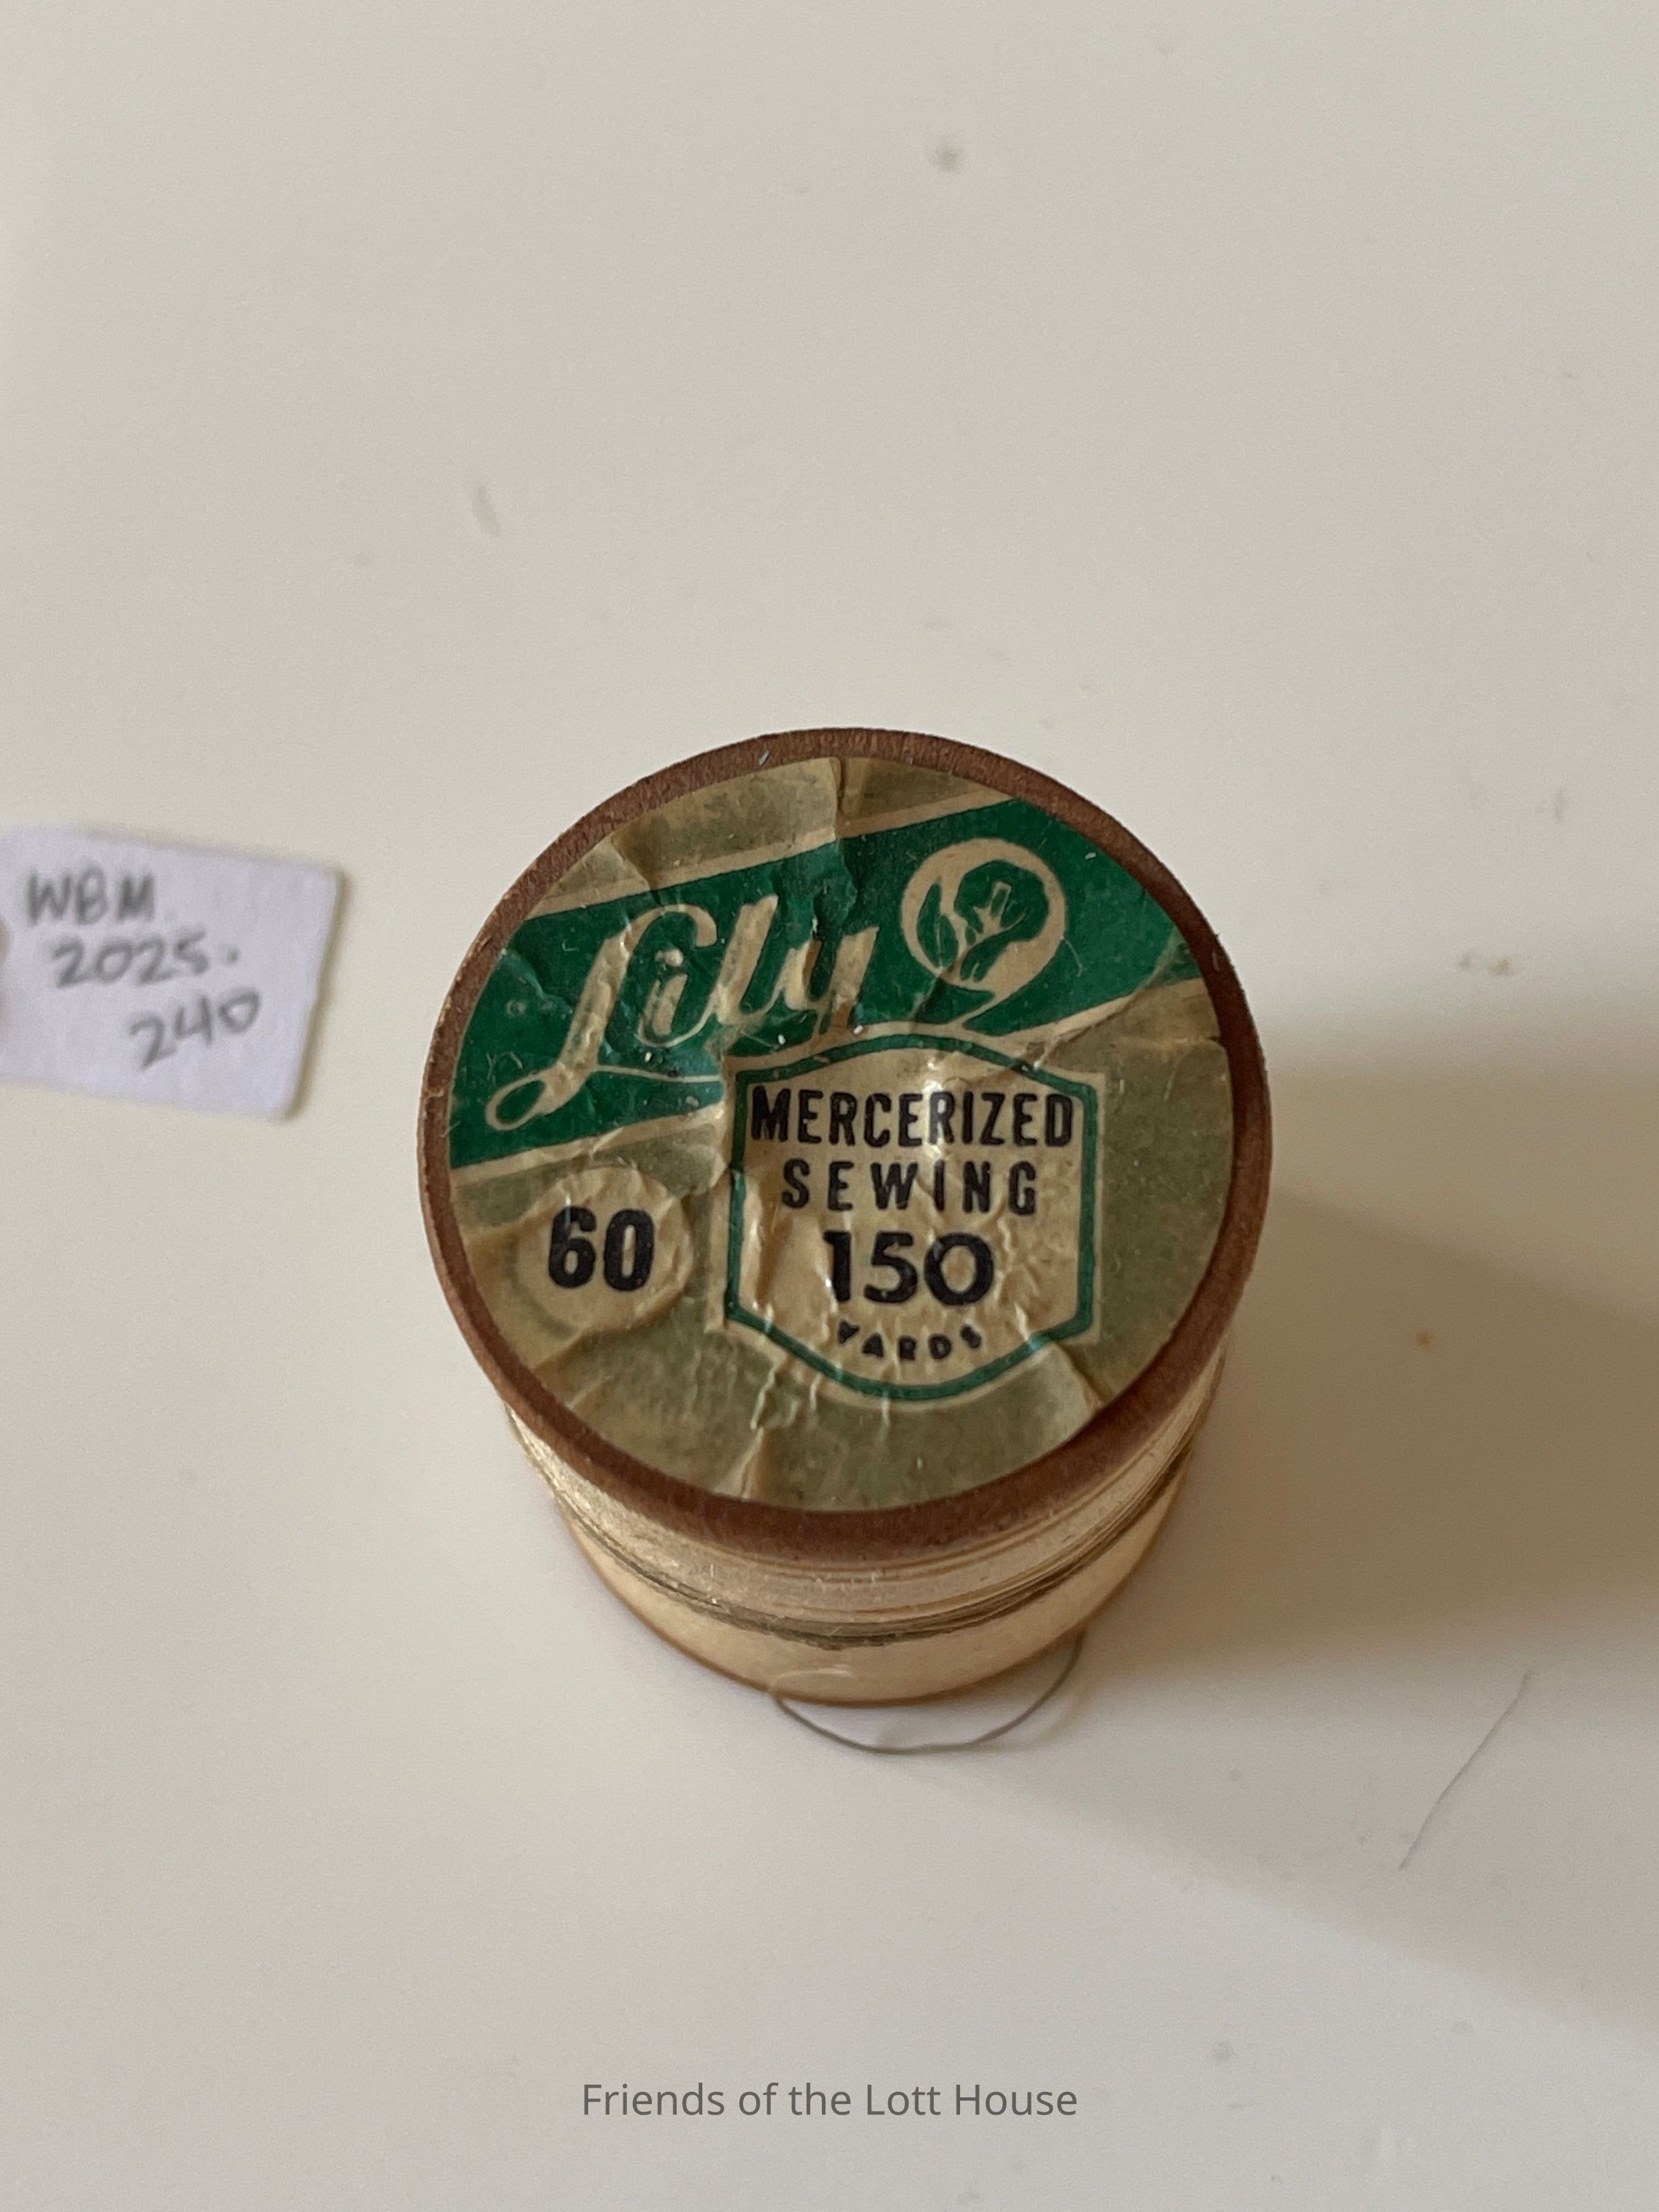 WBM
2025.
240
Lily
MERCERIZED
SEWING
60
150
YARDS
Friends of the Lott House